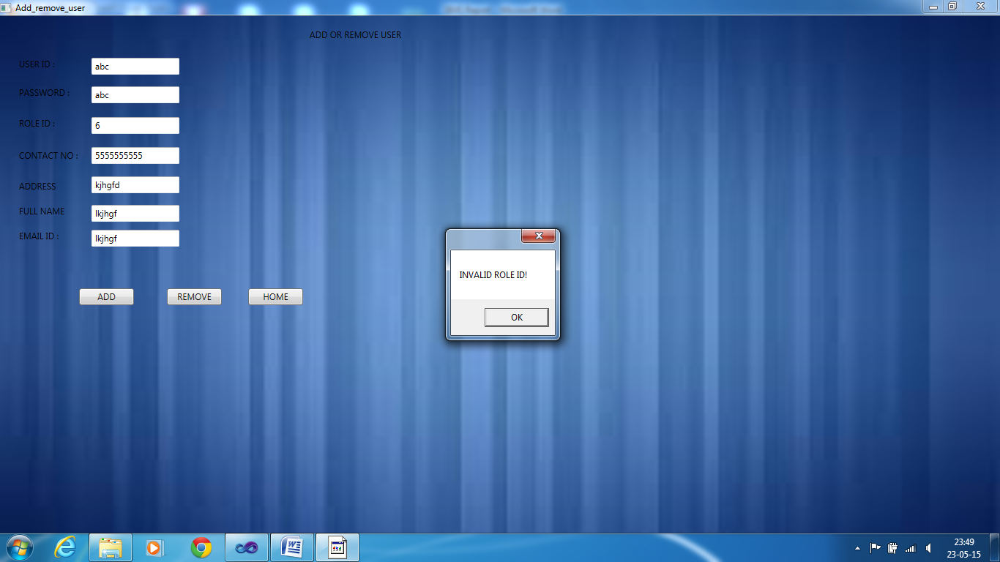 Add_remove_user
ADD OR REMOVE USER
USER ID :
abc
PASSWORD :
abc
ROLE ID :
6
CONTACT NO :
5555555555
ADDRESS
kjhgfd
FULL NAME
lkjhgf
EMAIL ID :
lkjhgf
ADD
REMOVE
HOME
INVALID ROLE ID!
OK
23:49
23-05-15